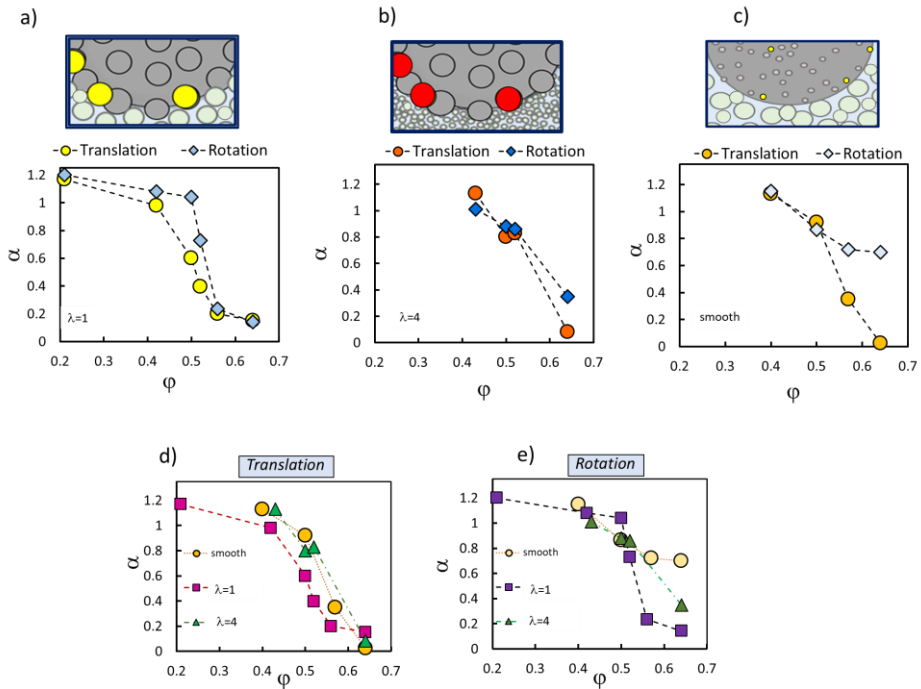 a)
b)
c)
Translation Rotation
Translation Rotation
Translation Rotation
1.2
1
0.8
0.6
0.4
0.2
0
α
λ=1
0.2 0.3 0.4 0.5 0.6 0.7
φ
1.2
1
0.8
0.6
0.4
0.2
0
α
λ=4
0.2 0.3 0.4 0.5 0.6 0.7
φ
1.2
1
0.8
0.6
0.4
0.2
0
α
smooth
0.2 0.3 0.4 0.5 0.6 0.7
φ
d)
Translation
1.2
1
0.8
0.6
0.4
0.2
0
α
smooth
λ=1
λ=4
0.2 0.3 0.4 0.5 0.6 0.7
φ
e)
Rotation
1.2
1
0.8
0.6
0.4
0.2
0
α
smooth
λ=1
λ=4
0.2 0.3 0.4 0.5 0.6 0.7
φ